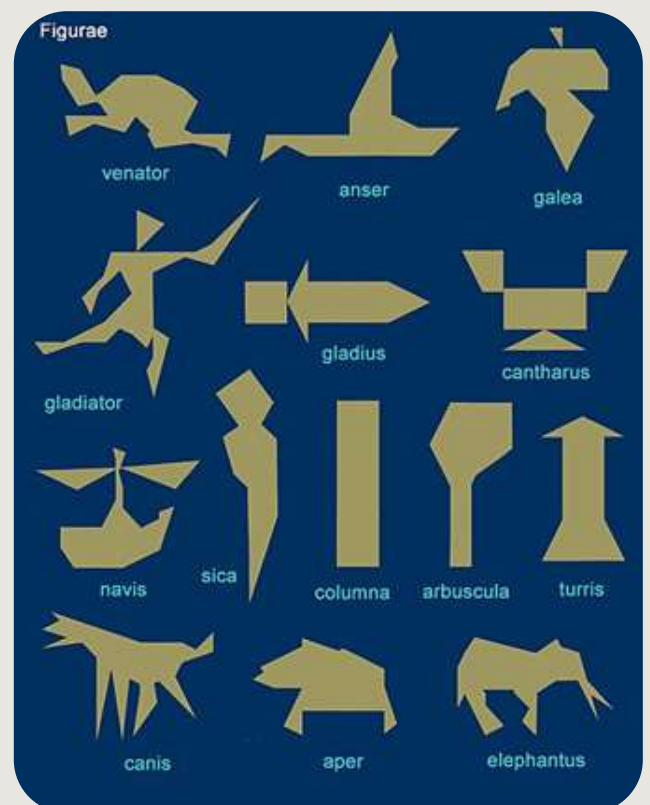 Figurae
venator
anser
galea
gladiator
gladius
cantharus
navis
sica
columna
arbuscula
turris
canis
aper
elephantus